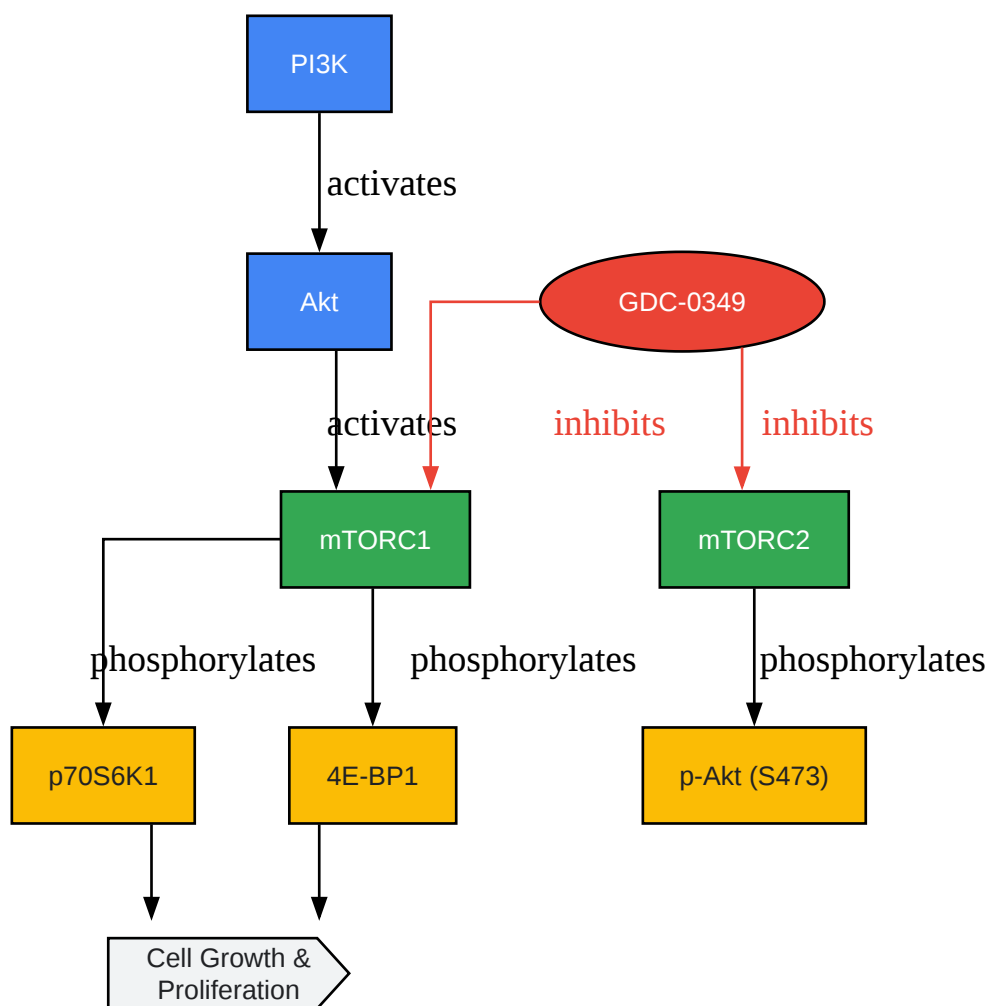 PI3K
activates
Akt
GDC-0349
activates
inhibits
inhibits
mTORC1
mTORC2
phosphorylates
phosphorylates
phosphorylates
p70S6K1
4E-BP1
p-Akt (S473)
Cell Growth &
Proliferation